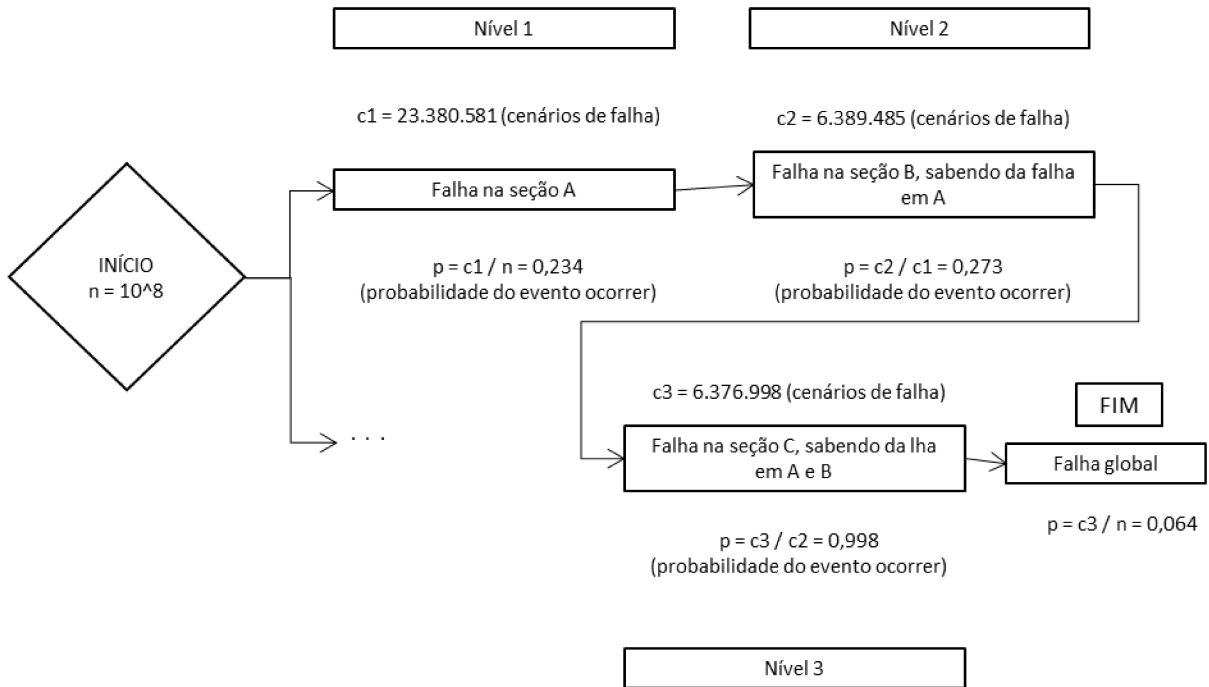 Nível 1
Nível 2
c1 = 23.380.581 (cenários de falha)
c2 = 6.389.485 (cenários de falha)
Falha na seção A
Falha na seção B, sabendo da falha
em A
INÍCIO
n = 10^8
p = c1 / n = 0,234
(probabilidade do evento ocorrer)
p = c2 / c1 = 0,273
(probabilidade do evento ocorrer)
. . .
c3 = 6.376.998 (cenários de falha)
FIM
Falha na seção C, sabendo da lha
em A e B
Falha global
p = c3 / c2 = 0,998
(probabilidade do evento ocorrer)
p = c3 / n = 0,064
Nível 3